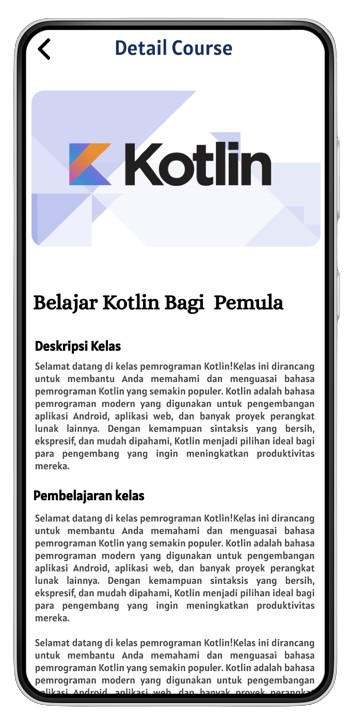 Detail Course
Kotlin
Belajar Kotlin Bagi Pemula
Deskripsi Kelas
Selamat datang di kelas pemrograman Kotlin!Kelas ini dirancang
untuk membantu Anda memahami dan menguasai bahasa
pemrograman Kotlin yang semakin populer. Kotlin adalah bahasa
pemrograman modern yang digunakan untuk pengembangan
aplikasi Android, aplikasi web, dan banyak proyek perangkat
lunak lainnya. Dengan kemampuan sintaksis yang bersih,
ekspresif, dan mudah dipahami, Kotlin menjadi pilihan ideal bagi
para pengembang yang ingin meningkatkan produktivitas
mereka.
Pembelajaran kelas
Selamat datang di kelas pemrograman Kotlin!Kelas ini dirancang
untuk membantu Anda memahami dan menguasai bahasa
pemrograman Kotlin yang semakin populer. Kotlin adalah bahasa
pemrograman modern yang digunakan untuk pengembangan
aplikasi Android, aplikasi web, dan banyak proyek perangkat
lunak lainnya. Dengan kemampuan sintaksis yang bersih,
ekspresif, dan mudah dipahami, Kotlin menjadi pilihan ideal bagi
para pengembang yang ingin meningkatkan produktivitas
mereka.
Selamat datang di kelas pemrograman Kotlin!Kelas ini dirancang
untuk membantu Anda memahami dan menguasai bahasa
pemrograman Kotlin yang semakin populer. Kotlin adalah bahasa
pemrograman modern yang digunakan untuk pengembangan
aplikasi Android, aplikasi web, dan banyak proyek perangkat